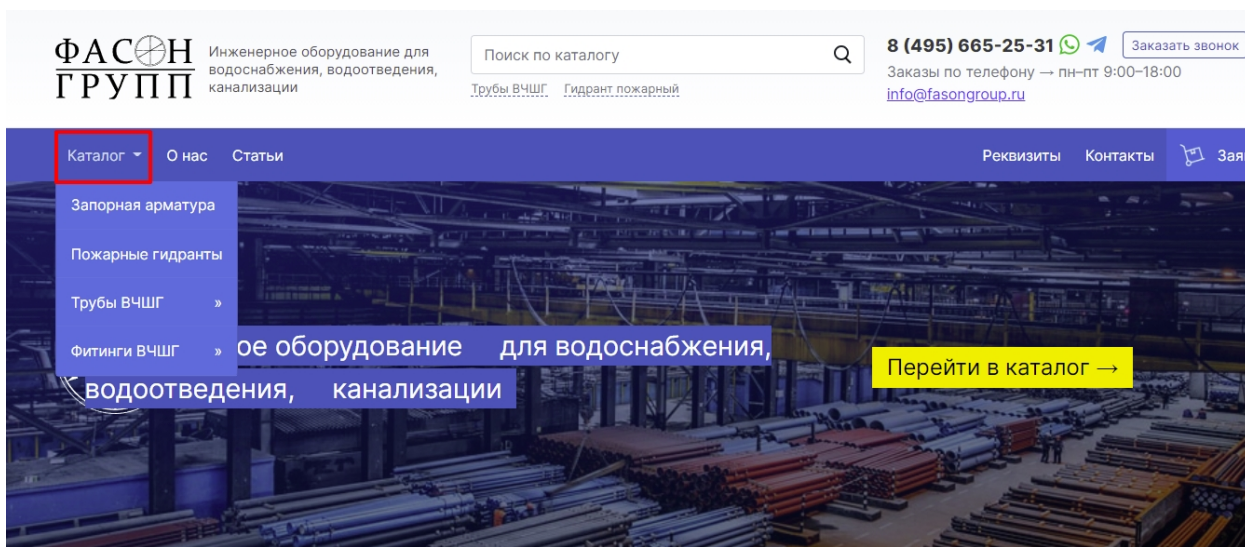 ФАСОН
ГРУПП
Инженерное оборудование для
водоснабжения, водоотведения,
канализации
Поиск по каталогу
Трубы ВЧШГ Гидрант пожарный
8 (495) 665-25-31 Заказать звонок
Заказы по телефону → пн–пт 9:00–18:00
info@fasongroup.ru
Каталог О нас Статьи Реквизиты Контакты
Запорная арматура
Пожарные гидранты
Трубы ВЧШГ »
Фитинги ВЧШГ »
ое оборудование для водоснабжения,
водоотведения, канализации
Перейти в каталог →